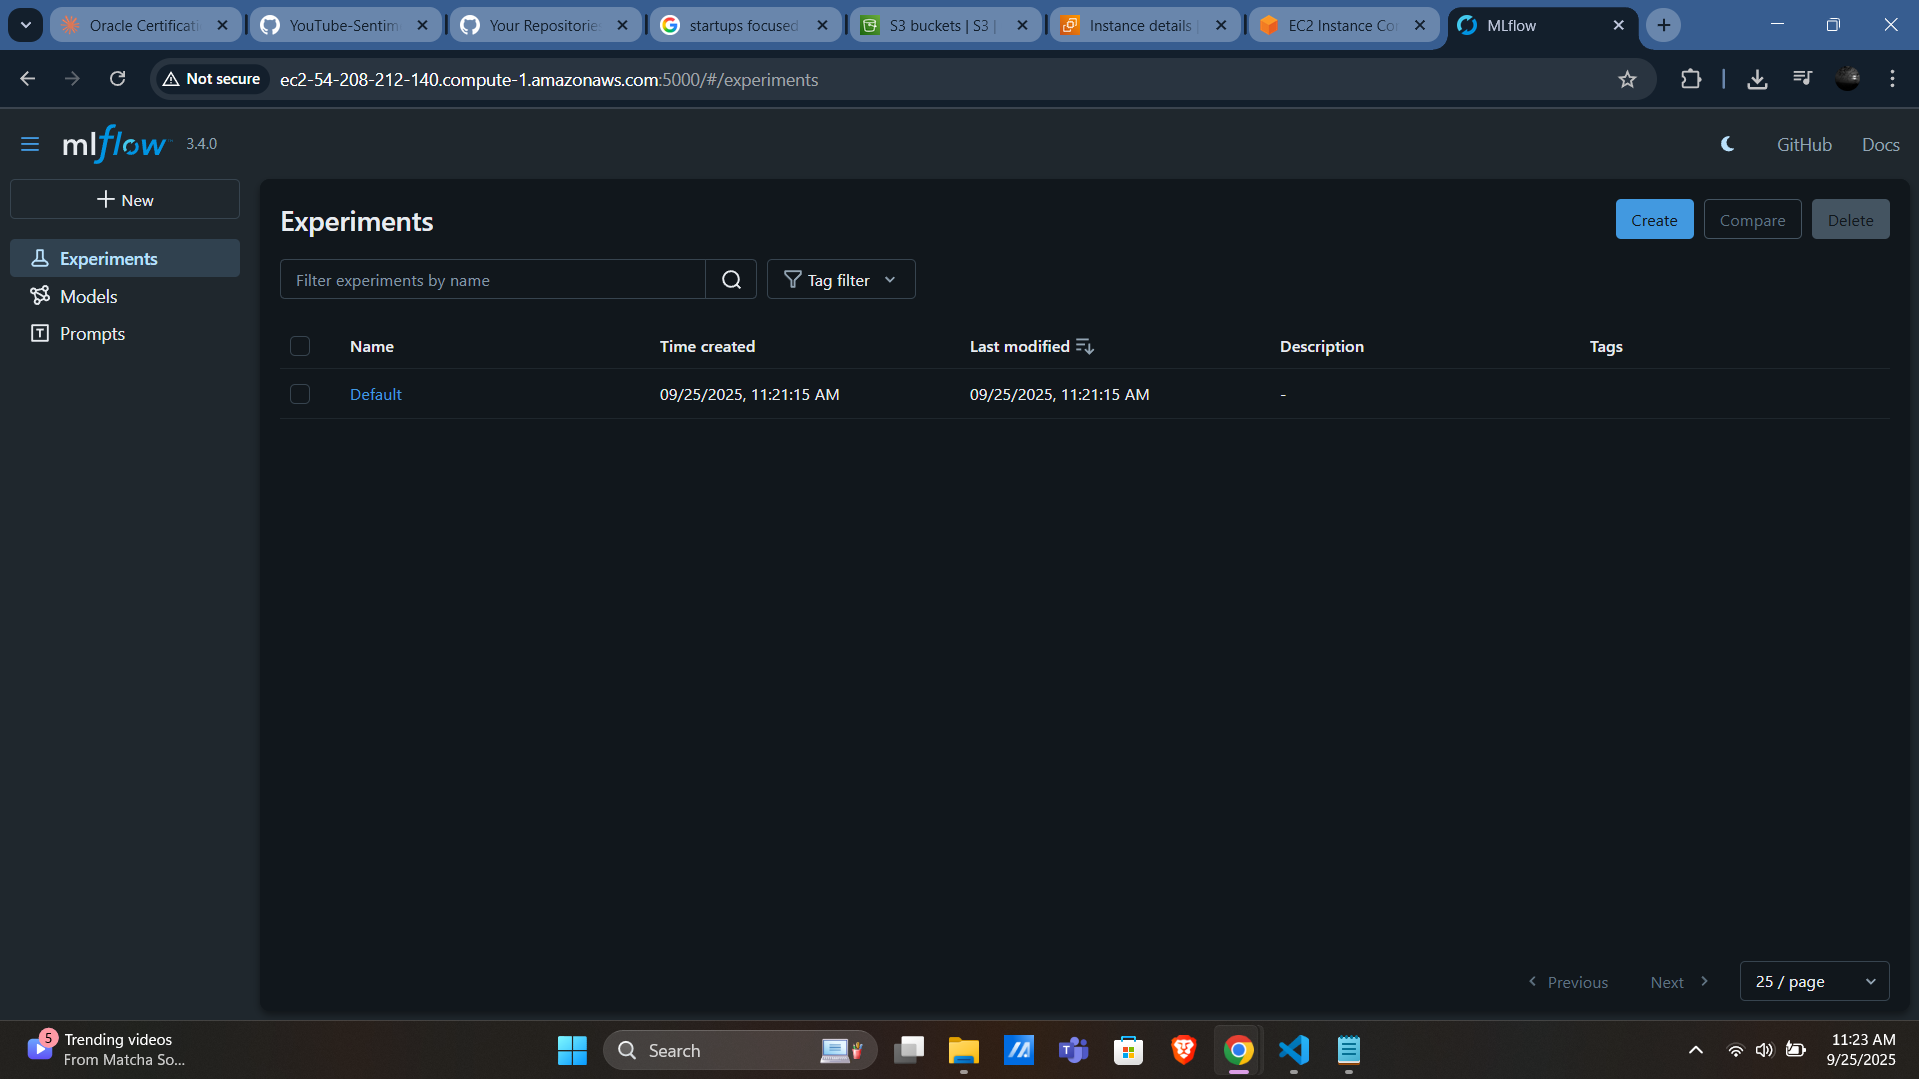 Oracle Certificati
YouTube-Sentim
Your Repositorie
startups focused
S3 buckets | S3 |
Instance details |
EC2 Instance Co
MLflow
Not secure
ec2-54-208-212-140.compute-1.amazonaws.com:5000/#/experiments
mlflow™ 3.4.0
GitHub
Docs
New
Experiments
Models
Prompts
Experiments
Create
Compare
Delete
Filter experiments by name
Tag filter
Name Time created Last modified Description Tags
Default 09/25/2025, 11:21:15 AM 09/25/2025, 11:21:15 AM -
Previous
Next
25 / page
5
Trending videos
From Matcha So...
Search
11:23 AM
9/25/2025